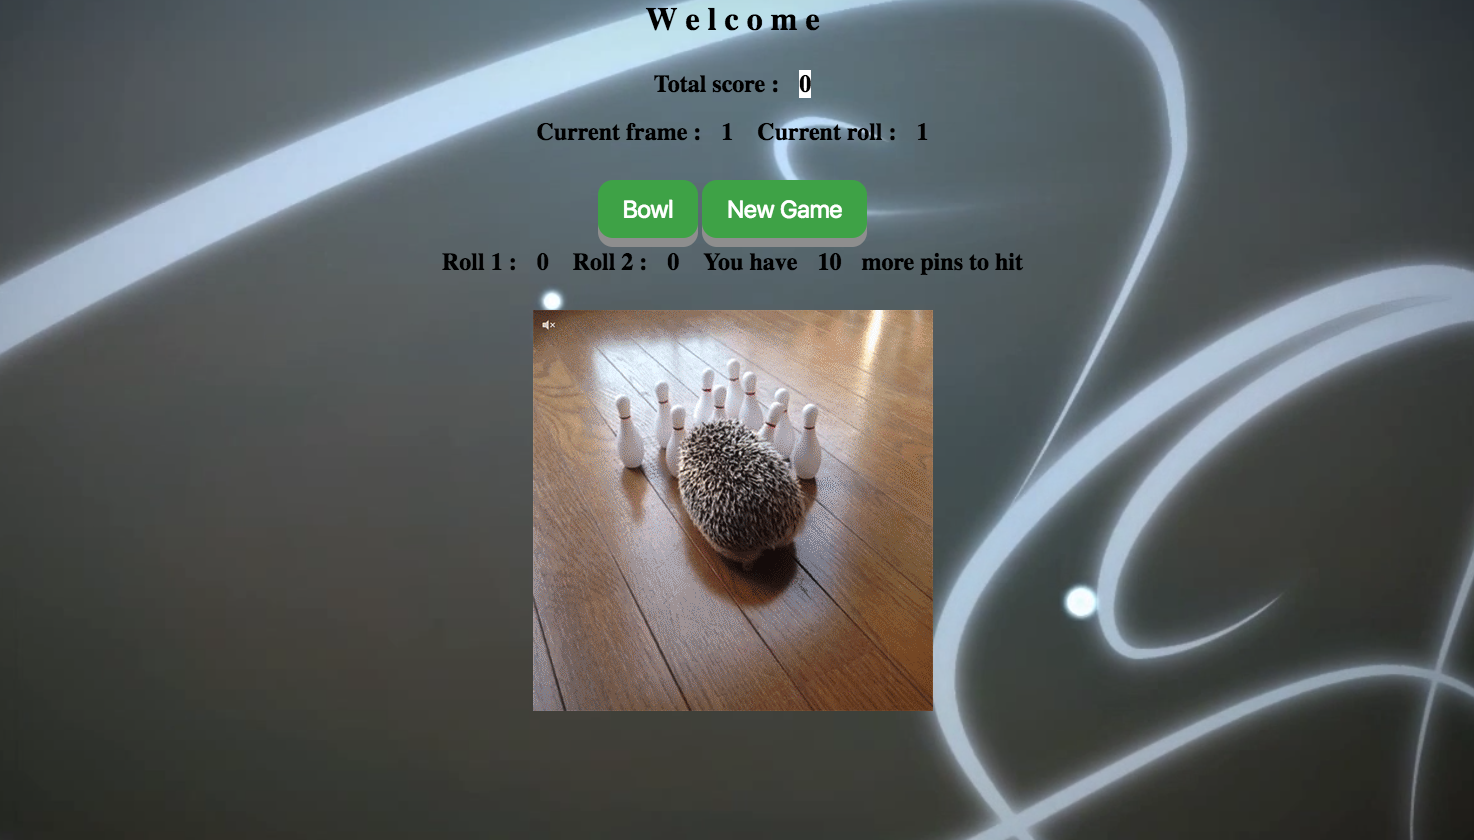 W e l c o m e
Total score : 0
Current frame : 1 Current roll : 1
Bowl New Game
Roll 1 : 0 Roll 2 : 0 You have 10 more pins to hit